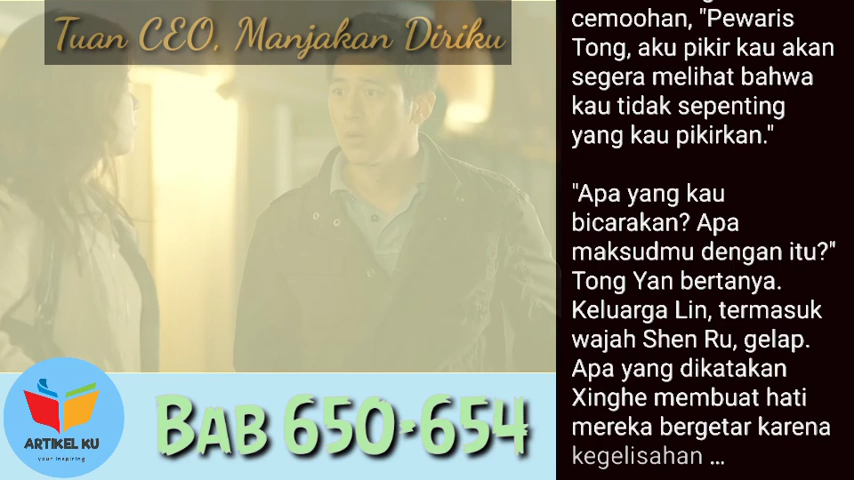 Tuan CEO, Manjakan Diriku
cemoohan, "Pewaris
Tong, aku pikir kau akan
segera melihat bahwa
kau tidak sepenting
yang kau pikirkan."
"Apa yang kau
bicarakan? Apa
maksudmu dengan itu?"
Tong Yan bertanya.
Keluarga Lin, termasuk
wajah Shen Ru, gelap.
Apa yang dikatakan
Xinghe membuat hati
mereka bergetar karena
kegelisahan ...
ARTIKEL KU
your inspiring
BAB 650-654